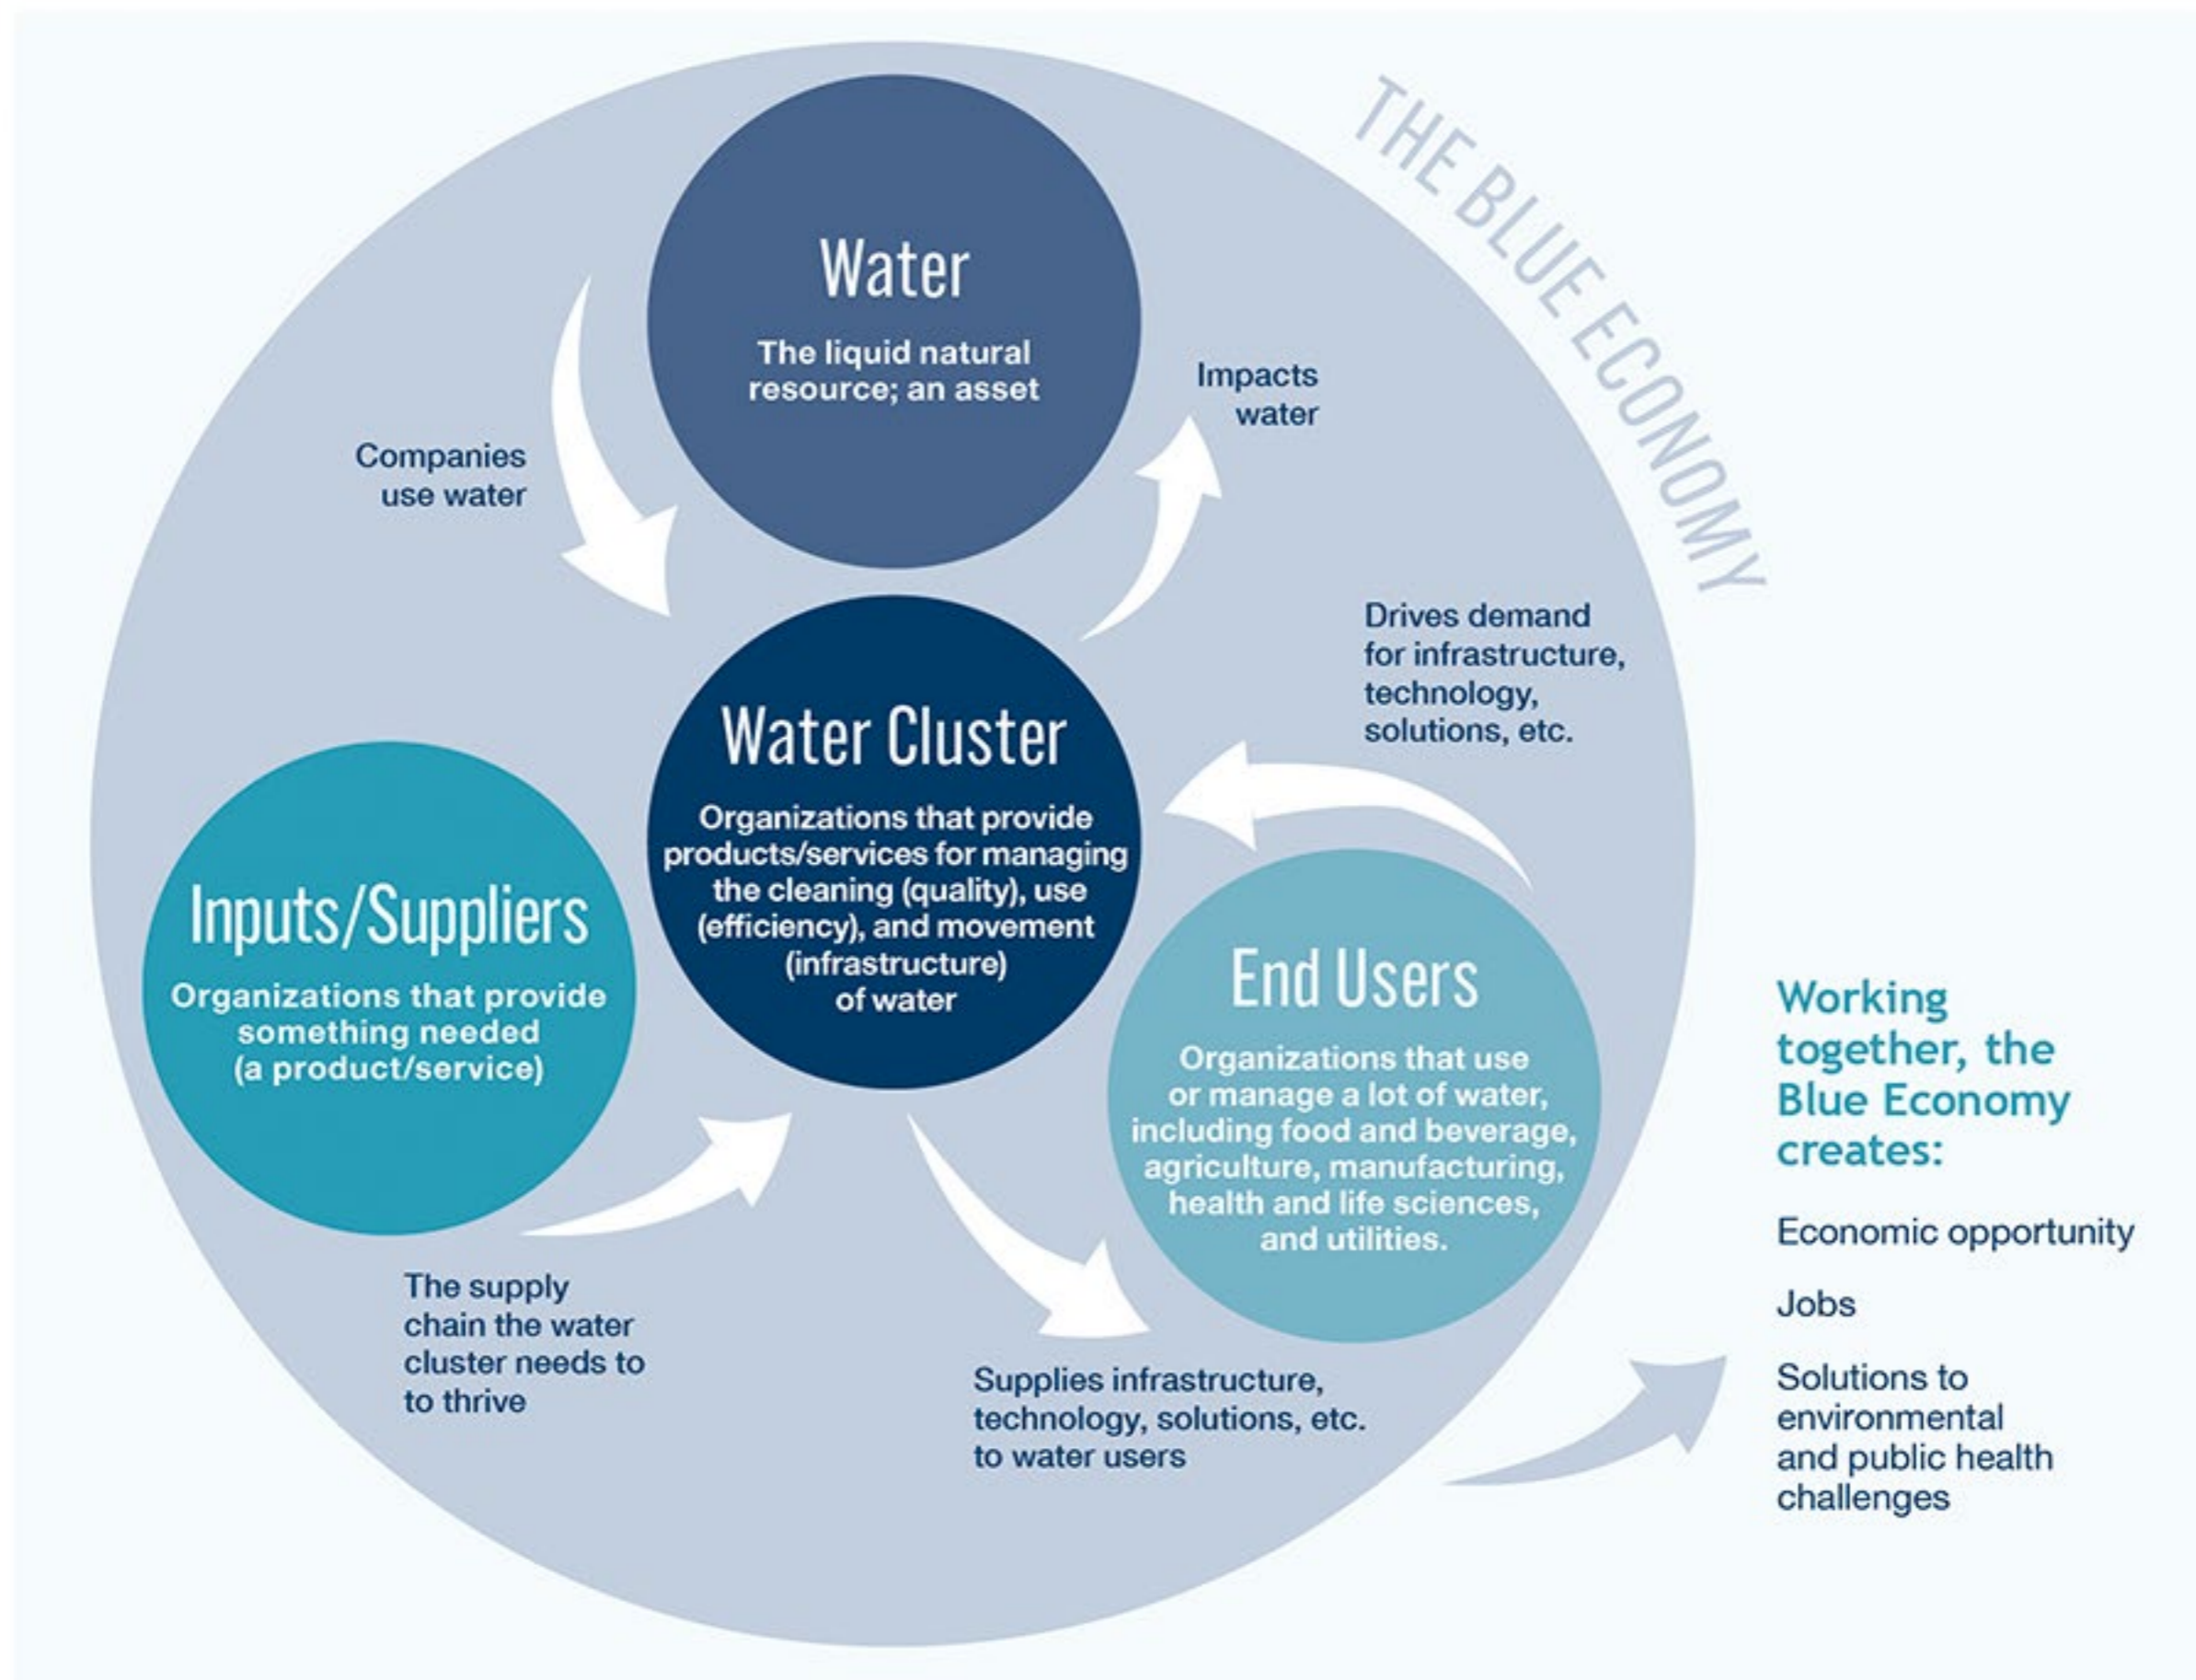 THE BLUE ECONOMY
Water
The liquid natural
resource; an asset
Companies
use water
Impacts
water
Water Cluster
Organizations that provide
products/services for managing
the cleaning (quality), use
(efficiency), and movement
(infrastructure)
of water
Drives demand
for infrastructure,
technology,
solutions, etc.
Inputs/Suppliers
Organizations that provide
something needed
(a product/service)
The supply
chain the water
cluster needs to
to thrive
End Users
Organizations that use
or manage a lot of water,
including food and beverage,
agriculture, manufacturing,
health and life sciences,
and utilities.
Supplies infrastructure,
technology, solutions, etc.
to water users
Working
together, the
Blue Economy
creates:
Economic opportunity
Jobs
Solutions to
environmental
and public health
challenges